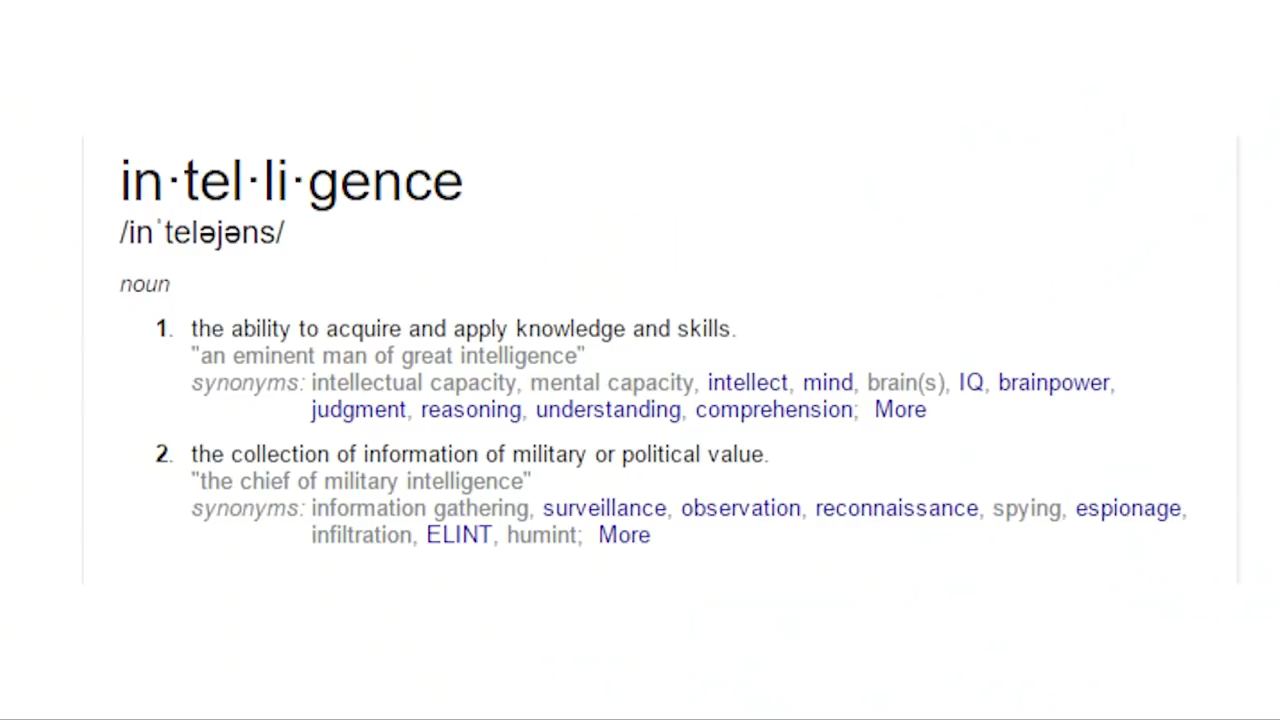 in·tel·li·gence
/inˈteləjəns/
noun
1. the ability to acquire and apply knowledge and skills.
"an eminent man of great intelligence"
synonyms: intellectual capacity, mental capacity, intellect, mind, brain(s), IQ, brainpower,
judgment, reasoning, understanding, comprehension; More
2. the collection of information of military or political value.
"the chief of military intelligence"
synonyms: information gathering, surveillance, observation, reconnaissance, spying, espionage,
infiltration, ELINT, humint; More